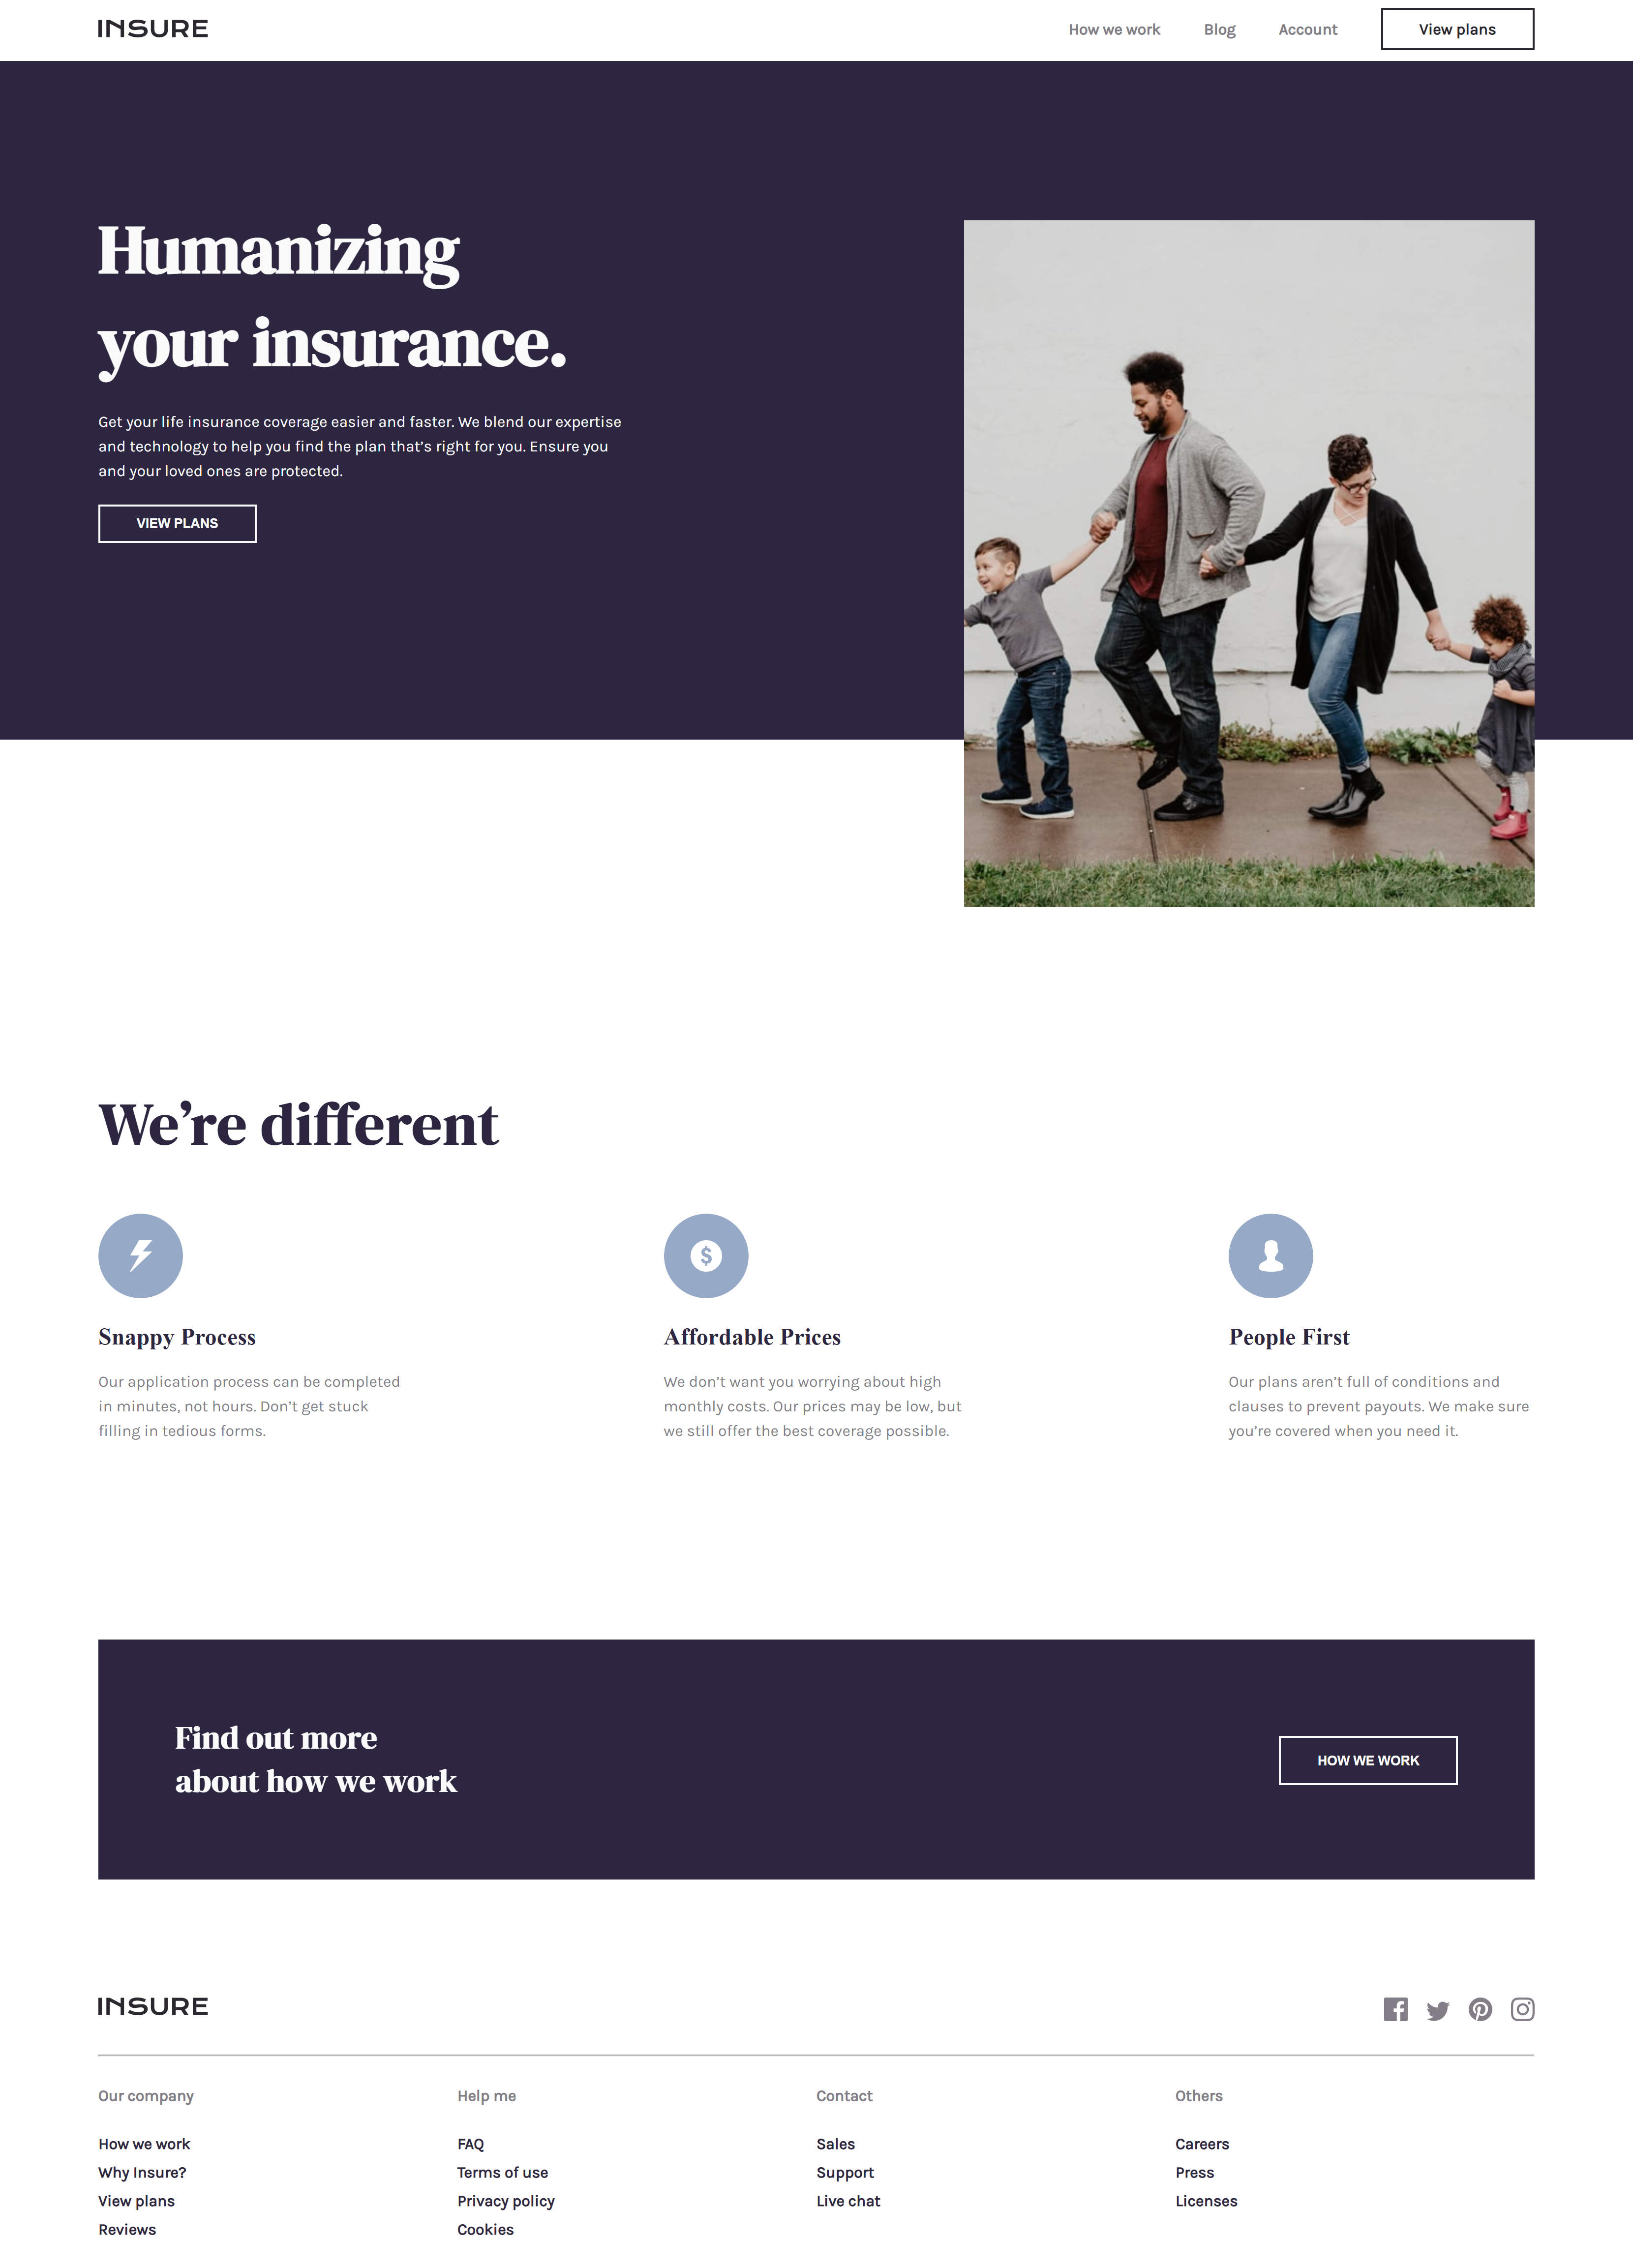 INSURE
How we work
Blog
Account
View plans
Humanizing
your insurance.
Get your life insurance coverage easier and faster. We blend our expertise
and technology to help you find the plan that’s right for you. Ensure you
and your loved ones are protected.
VIEW PLANS
We’re different
Snappy Process
Our application process can be completed
in minutes, not hours. Don’t get stuck
filling in tedious forms.
Affordable Prices
We don’t want you worrying about high
monthly costs. Our prices may be low, but
we still offer the best coverage possible.
People First
Our plans aren’t full of conditions and
clauses to prevent payouts. We make sure
you’re covered when you need it.
Find out more
about how we work
HOW WE WORK
INSURE
Our company
How we work
Why Insure?
View plans
Reviews
Help me
FAQ
Terms of use
Privacy policy
Cookies
Contact
Sales
Support
Live chat
Others
Careers
Press
Licenses